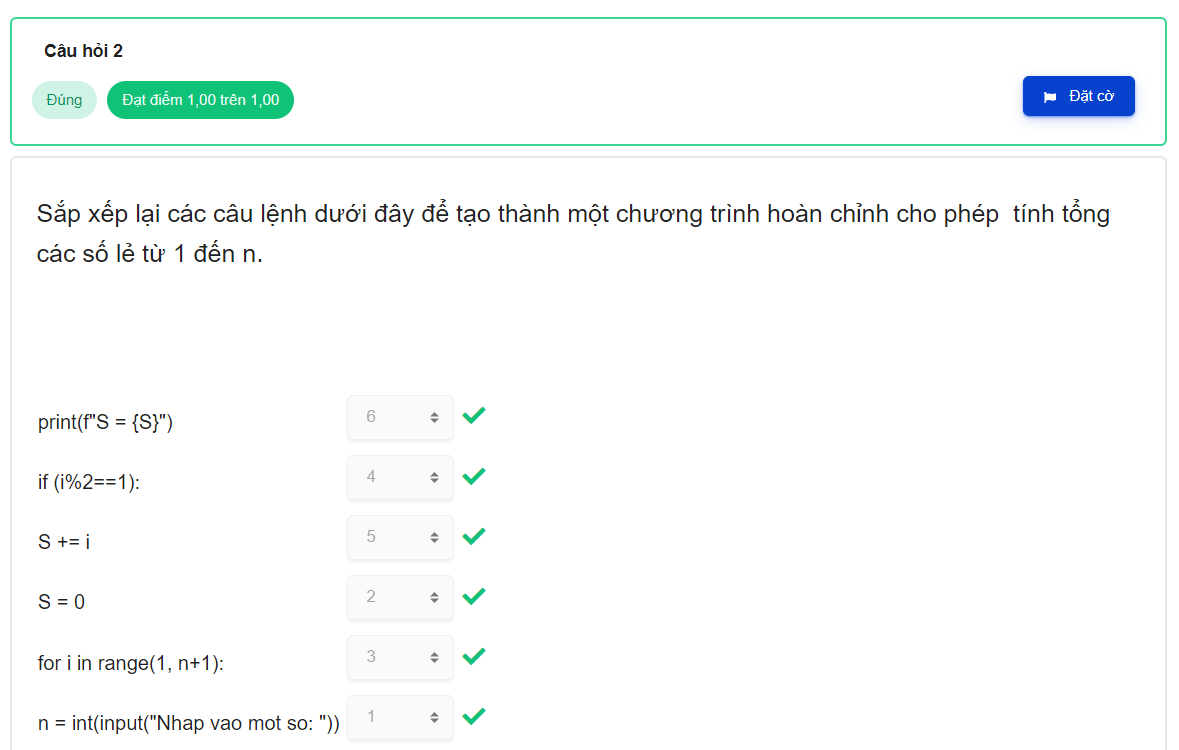 Câu hỏi 2
Đúng
Đạt điểm 1,00 trên 1,00
Đặt cờ
Sắp xếp lại các câu lệnh dưới đây để tạo thành một chương trình hoàn chỉnh cho phép tính tổng
các số lẻ từ 1 đến n.
print(f"S = {S}") 6
if (i%2==1): 4
S += i 5
S = 0 2
for i in range(1, n+1): 3
n = int(input("Nhap vao mot so: ")) 1